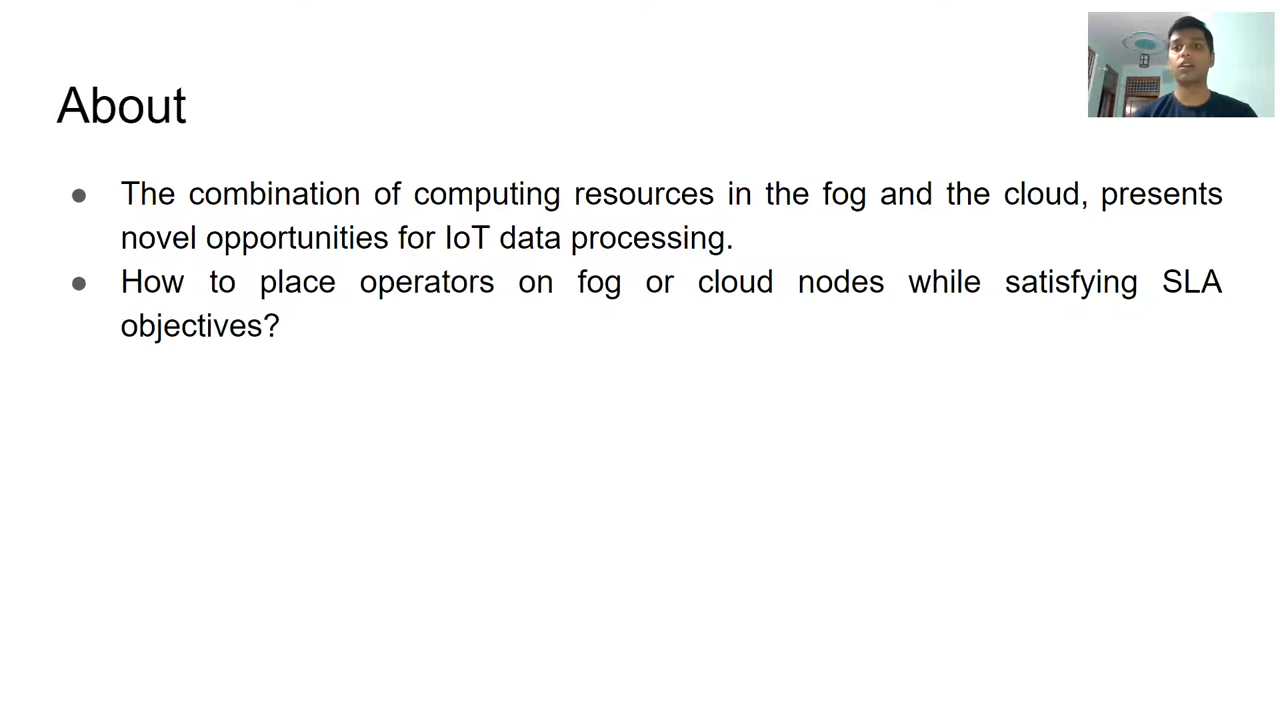 About
● The combination of computing resources in the fog and the cloud, presents
novel opportunities for IoT data processing.
● How to place operators on fog or cloud nodes while satisfying SLA
objectives?